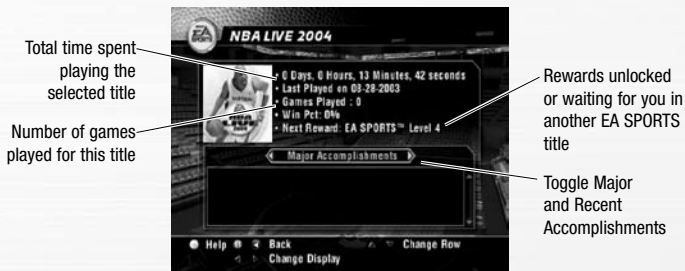 Total time spent
playing the
selected title
Number of games
played for this title
NBA LIVE 2004
• 0 Days, 0 Hours, 13 Minutes, 42 seconds
• Last Played on 08-28-2003
• Games Played : 0
• Win Pct: 0%
• Next Reward: EA SPORTS™ Level 4
Major Accomplishments
Help
Back
Change Row
Change Display
Rewards unlocked
or waiting for you in
another EA SPORTS
title
Toggle Major
and Recent
Accomplishments